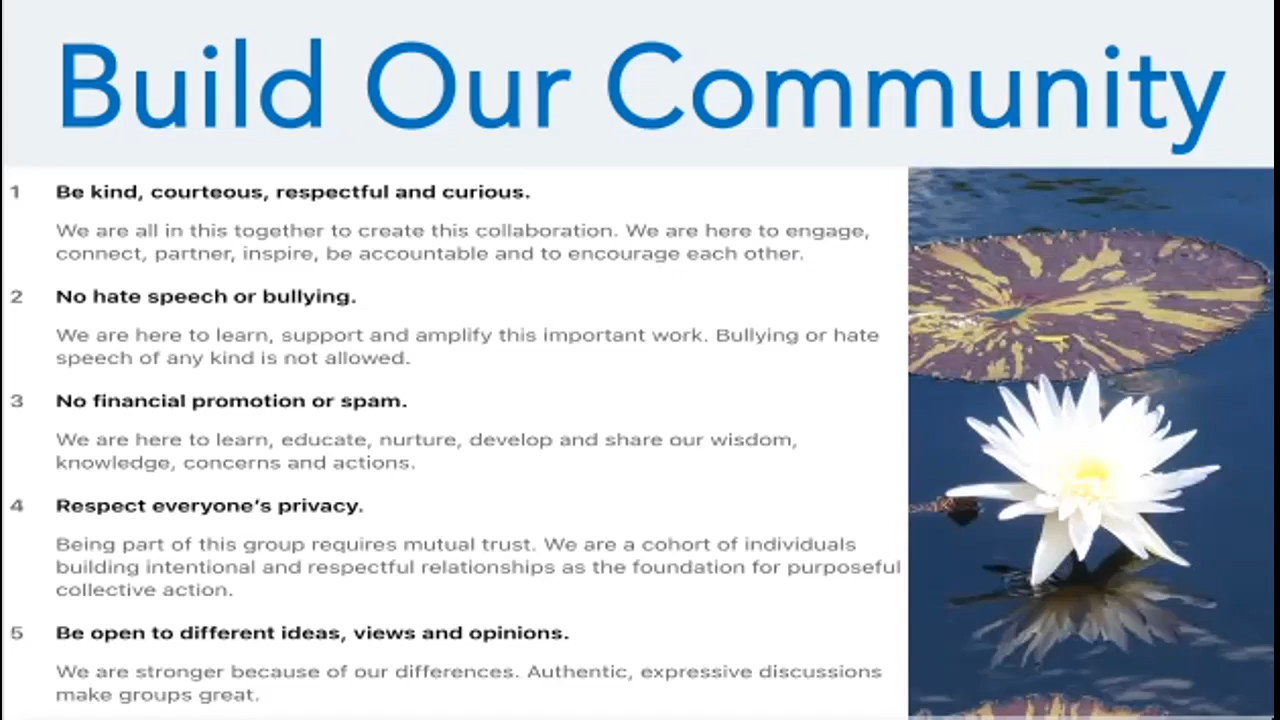 Build Our Community
1 Be kind, courteous, respectful and curious.
We are all in this together to create this collaboration. We are here to engage,
connect, partner, inspire, be accountable and to encourage each other.
2 No hate speech or bullying.
We are here to learn, support and amplify this important work. Bullying or hate
speech of any kind is not allowed.
3 No financial promotion or spam.
We are here to learn, educate, nurture, develop and share our wisdom,
knowledge, concerns and actions.
4 Respect everyone’s privacy.
Being part of this group requires mutual trust. We are a cohort of individuals
building intentional and respectful relationships as the foundation for purposeful
collective action.
5 Be open to different ideas, views and opinions.
We are stronger because of our differences. Authentic, expressive discussions
make groups great.